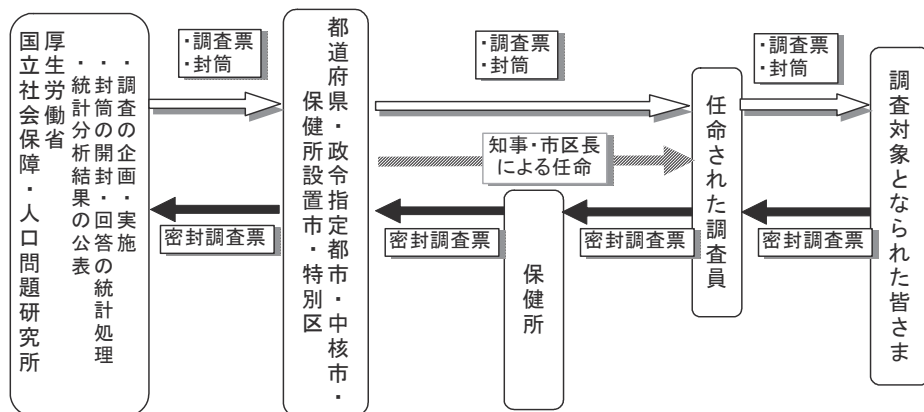 厚生労働省
国立社会保障・人口問題研究所
・調査の企画・実施
・封筒の開封・回答の統計処理
・統計分析結果の公表
・調査票
・封筒
都道府県・政令指定都市・中核市・
保健所設置市・特別区
・調査票
・封筒
知事・市区長
による任命
任命された調査員
・調査票
・封筒
調査対象となられた皆さま
密封調査票
密封調査票
保健所
密封調査票
密封調査票